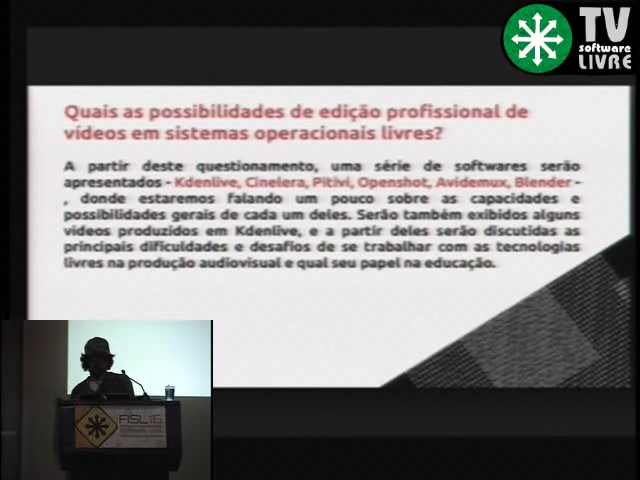 TV
software
LIVRE
Quais as possibilidades de edição profissional de
vídeos em sistemas operacionais livres?
A partir deste questionamento, uma série de softwares serão
apresentados - Kdenlive, Cinelera, Pitivi, Openshot, Avidemux, Blender -
, donde estaremos falando um pouco sobre as capacidades e
possibilidades gerais de cada um deles. Serão também exibidos alguns
vídeos produzidos em Kdenlive, e a partir deles serão discutidas as
principais dificuldades e desafios de se trabalhar com as tecnologias
livres na produção audiovisual e qual seu papel na educação.
FISL16